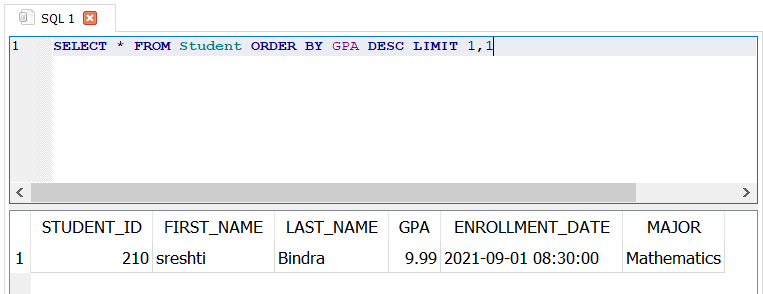 SQL 1
1 SELECT * FROM Student ORDER BY GPA DESC LIMIT 1,1
STUDENT_ID FIRST_NAME LAST_NAME GPA ENROLLMENT_DATE MAJOR
1 210 sreshti Bindra 9.99 2021-09-01 08:30:00 Mathematics